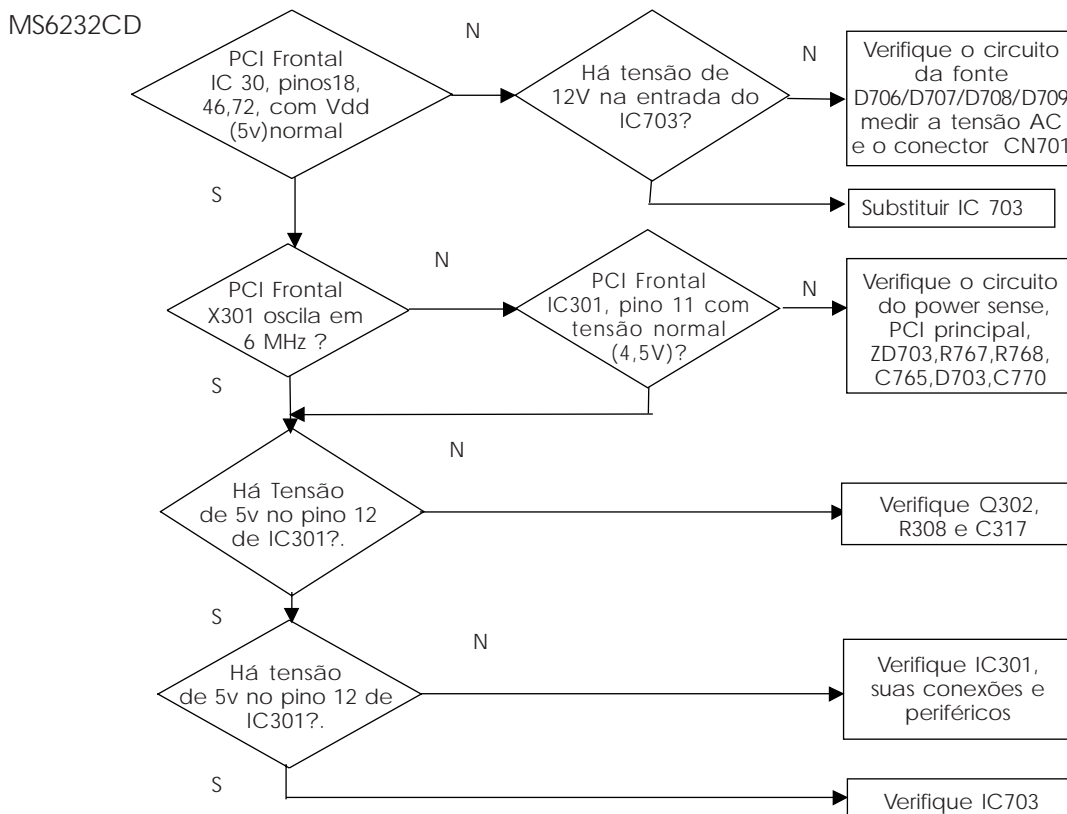 MS6232CD
N
PCI Frontal
IC 30, pinos18,
46,72, com Vdd
(5v)normal
Há tensão de
12V na entrada do
IC703?
N
Verifique o circuito
da fonte
D706/D707/D708/D709
medir a tensão AC
e o conector CN701
S
Substituir IC 703
N
PCI Frontal
X301 oscila em
6 MHz ?
PCI Frontal
IC301, pino 11 com
tensão normal
(4,5V)?
N
Verifique o circuito
do power sense,
PCI principal,
ZD703,R767,R768,
C765,D703,C770
S
N
Há Tensão
de 5v no pino 12
de IC301?.
Verifique Q302,
R308 e C317
S
N
Há tensão
de 5v no pino 12 de
IC301?.
Verifique IC301,
suas conexões e
periféricos
S
Verifique IC703